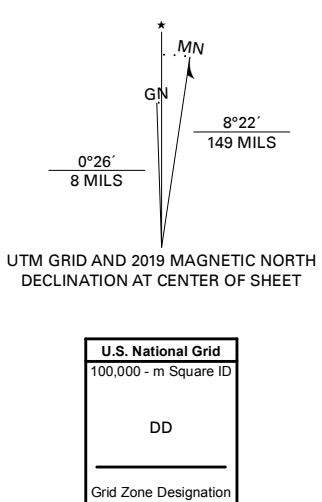 ★
MN
GN
8°22´
149 MILS
0°26´
8 MILS
UTM GRID AND 2019 MAGNETIC NORTH
DECLINATION AT CENTER OF SHEET
U.S. National Grid
100,000 - m Square ID
DD
Grid Zone Designation